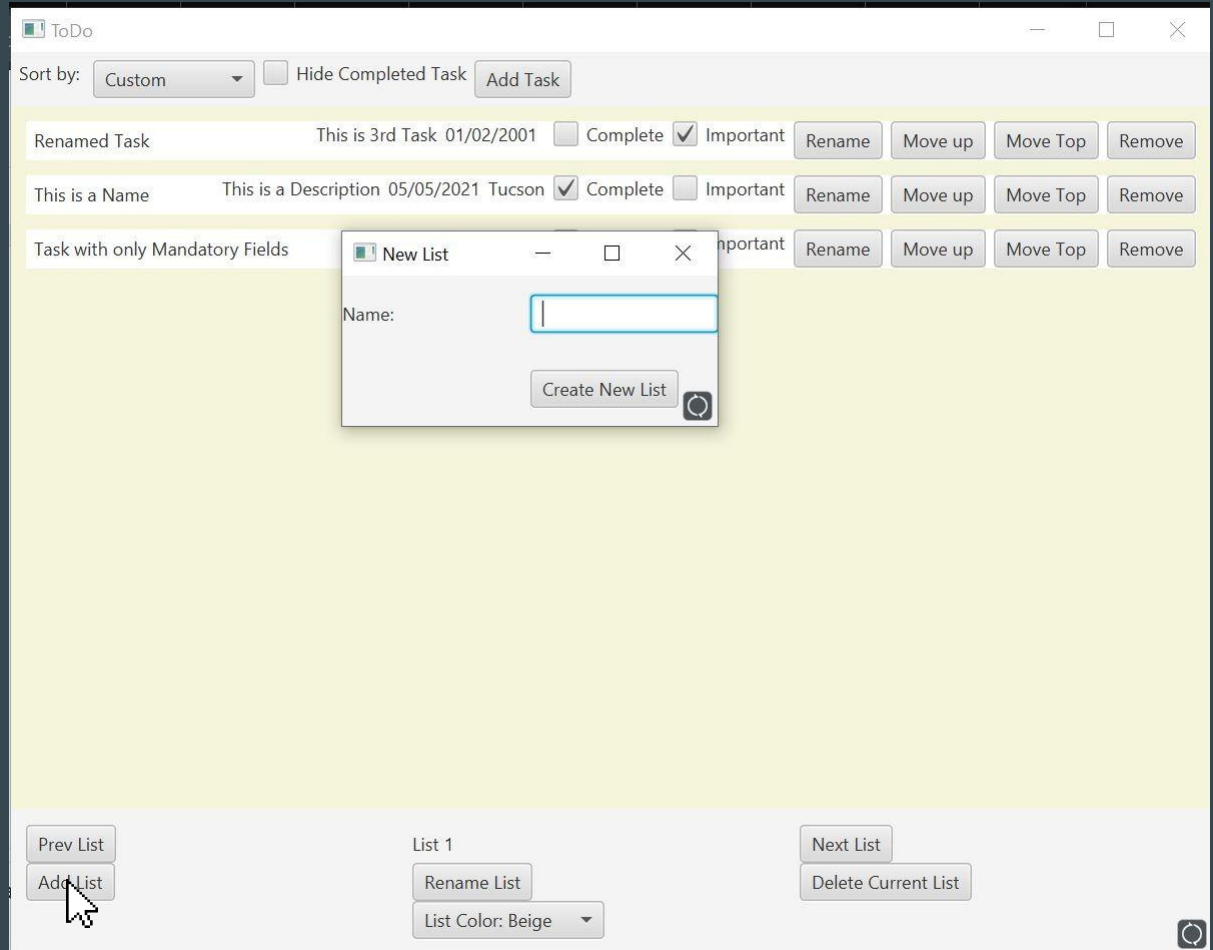 ToDo
Sort by: Custom Hide Completed Task Add Task
Renamed Task This is 3rd Task 01/02/2001 Complete Important Rename Move up Move Top Remove
This is a Name This is a Description 05/05/2021 Tucson Complete Important Rename Move up Move Top Remove
Task with only Mandatory Fields Rename Move up Move Top Remove
New List
Name:
Create New List
Prev List List 1 Next List
Add List Rename List Delete Current List
List Color: Beige